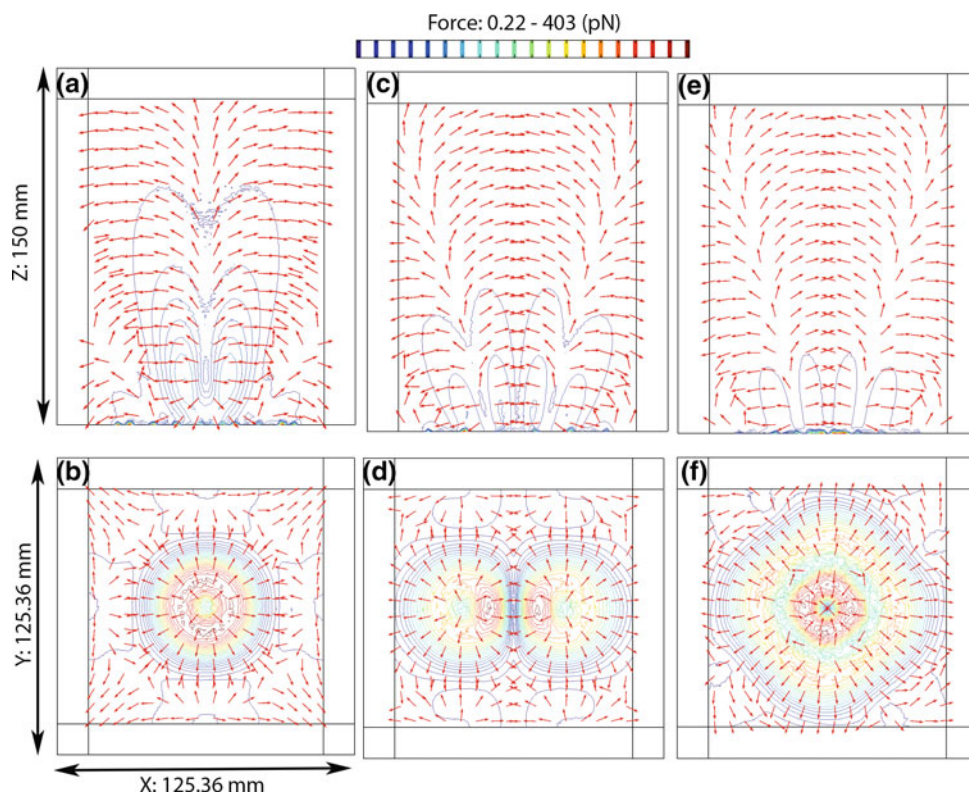 Force: 0.22 - 403 (pN)
(a)
(c)
(e)
Z: 150 mm
(b)
(d)
(f)
Y: 125.36 mm
X: 125.36 mm